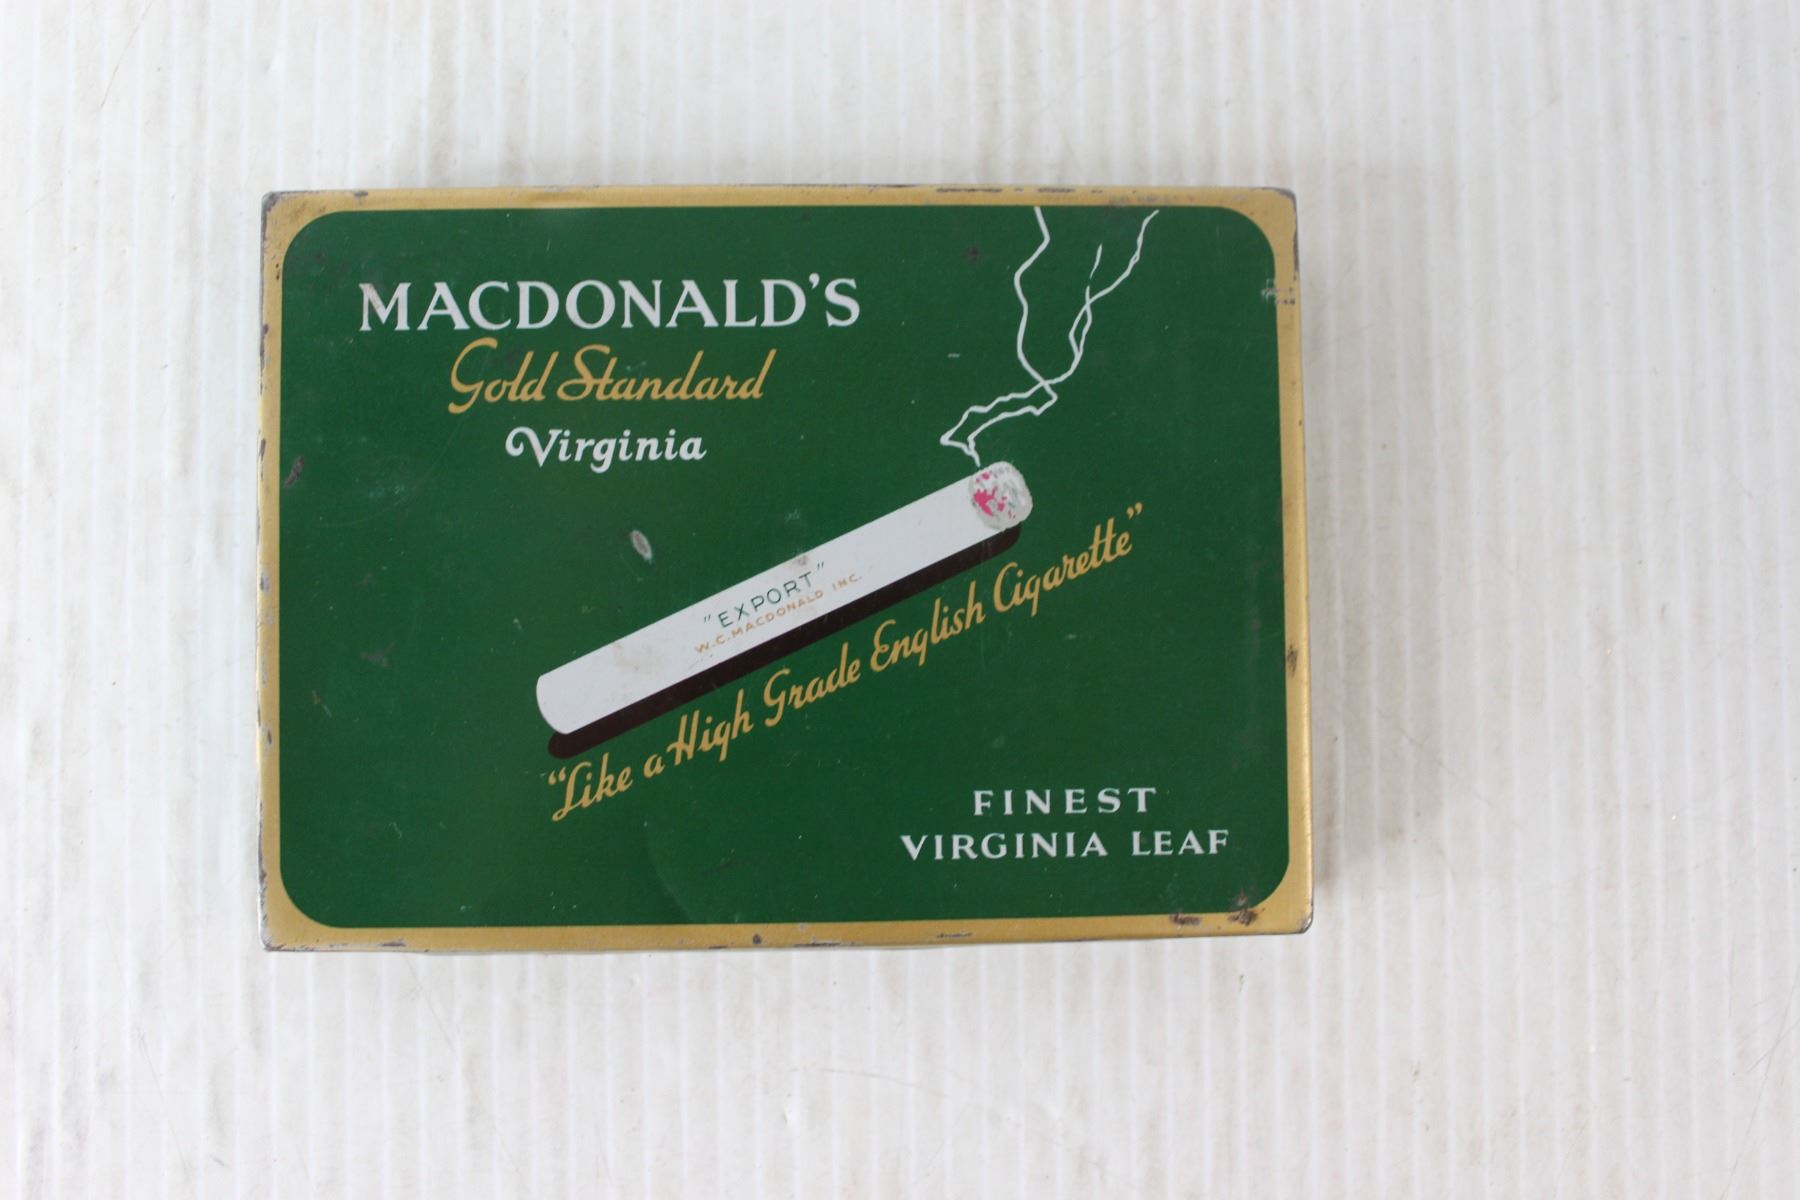 MACDONALD'S
Gold Standard
Virginia
"EXPORT"
W.C. MACDONALD INC.
"Like a High Grade English Cigarette"
FINEST
VIRGINIA LEAF